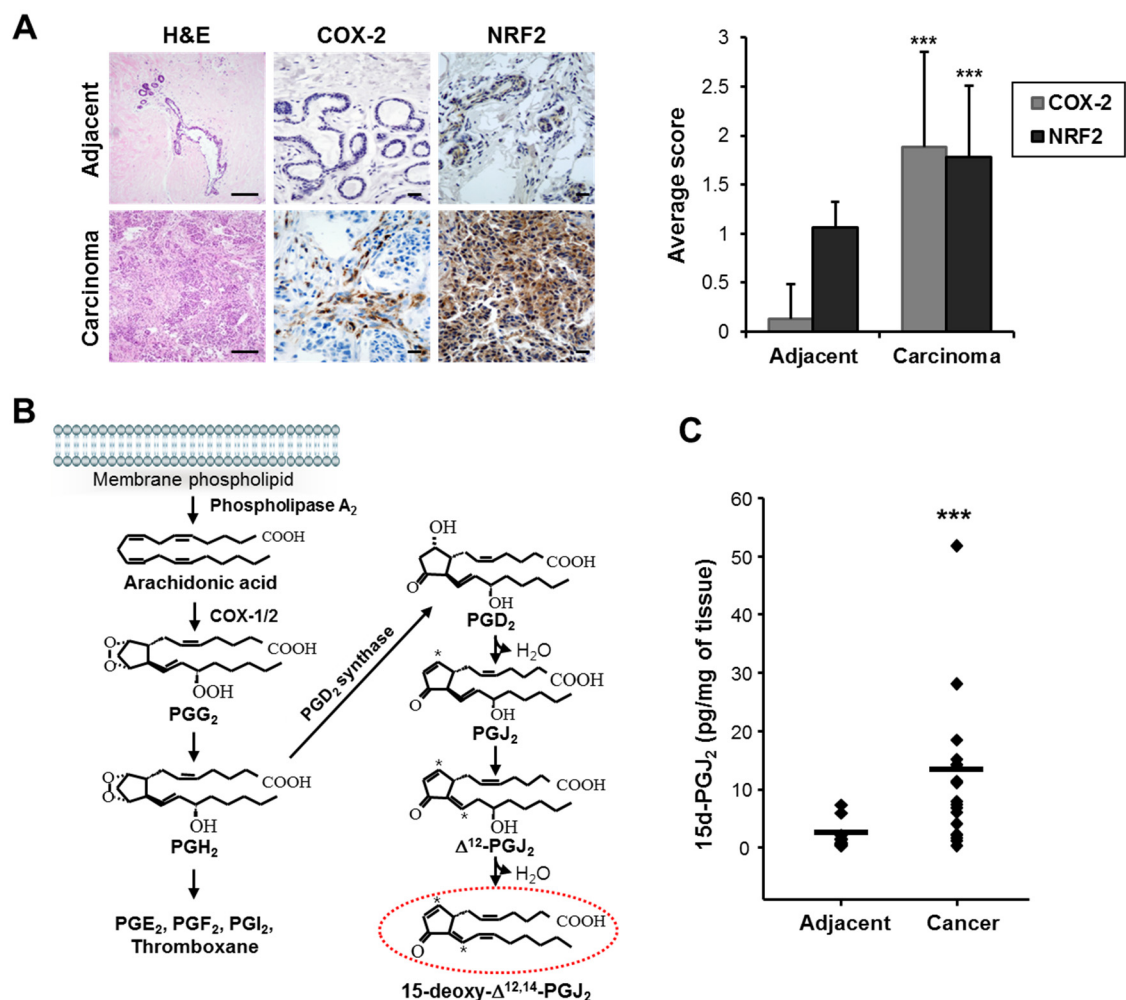 A
H&E
COX-2
NRF2
Adjacent
Carcinoma
Average score
3
2.5
2
1.5
1
0.5
0
***
***
COX-2
NRF2
Adjacent
Carcinoma
B
Membrane phospholipid
Phospholipase A₂
COOH
Arachidonic acid
COX-1/2
O
O
COOH
OOH
PGG₂
O
O
COOH
OH
PGH₂
PGE₂, PGF₂, PGI₂,
Thromboxane
PGD₂ synthase
OH
COOH
O
OH
PGD₂
H₂O
*
COOH
O
OH
PGJ₂
*
COOH
O
*
OH
Δ¹²-PGJ₂
H₂O
*
COOH
O
*
15-deoxy-Δ¹²,¹⁴-PGJ₂
C
15d-PGJ₂ (pg/mg of tissue)
60
50
40
30
20
10
0
***
Adjacent
Cancer